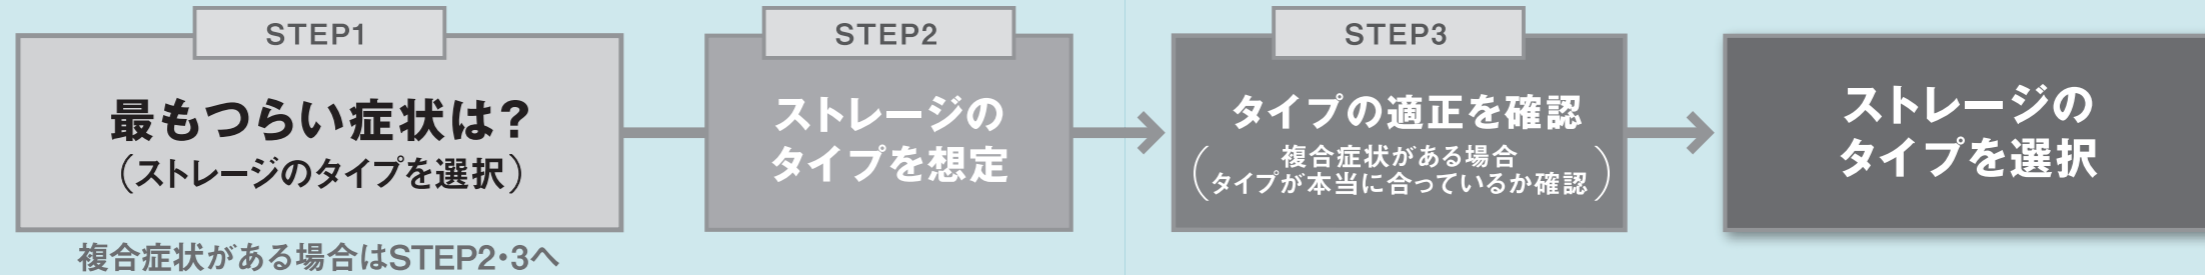 STEP1
最もつらい症状は？
（ストレージのタイプを選択）
複合症状がある場合はSTEP2・3へ
STEP2
ストレージの
タイプを想定
STEP3
タイプの適正を確認
（複合症状がある場合
タイプが本当に合っているか確認）
ストレージの
タイプを選択